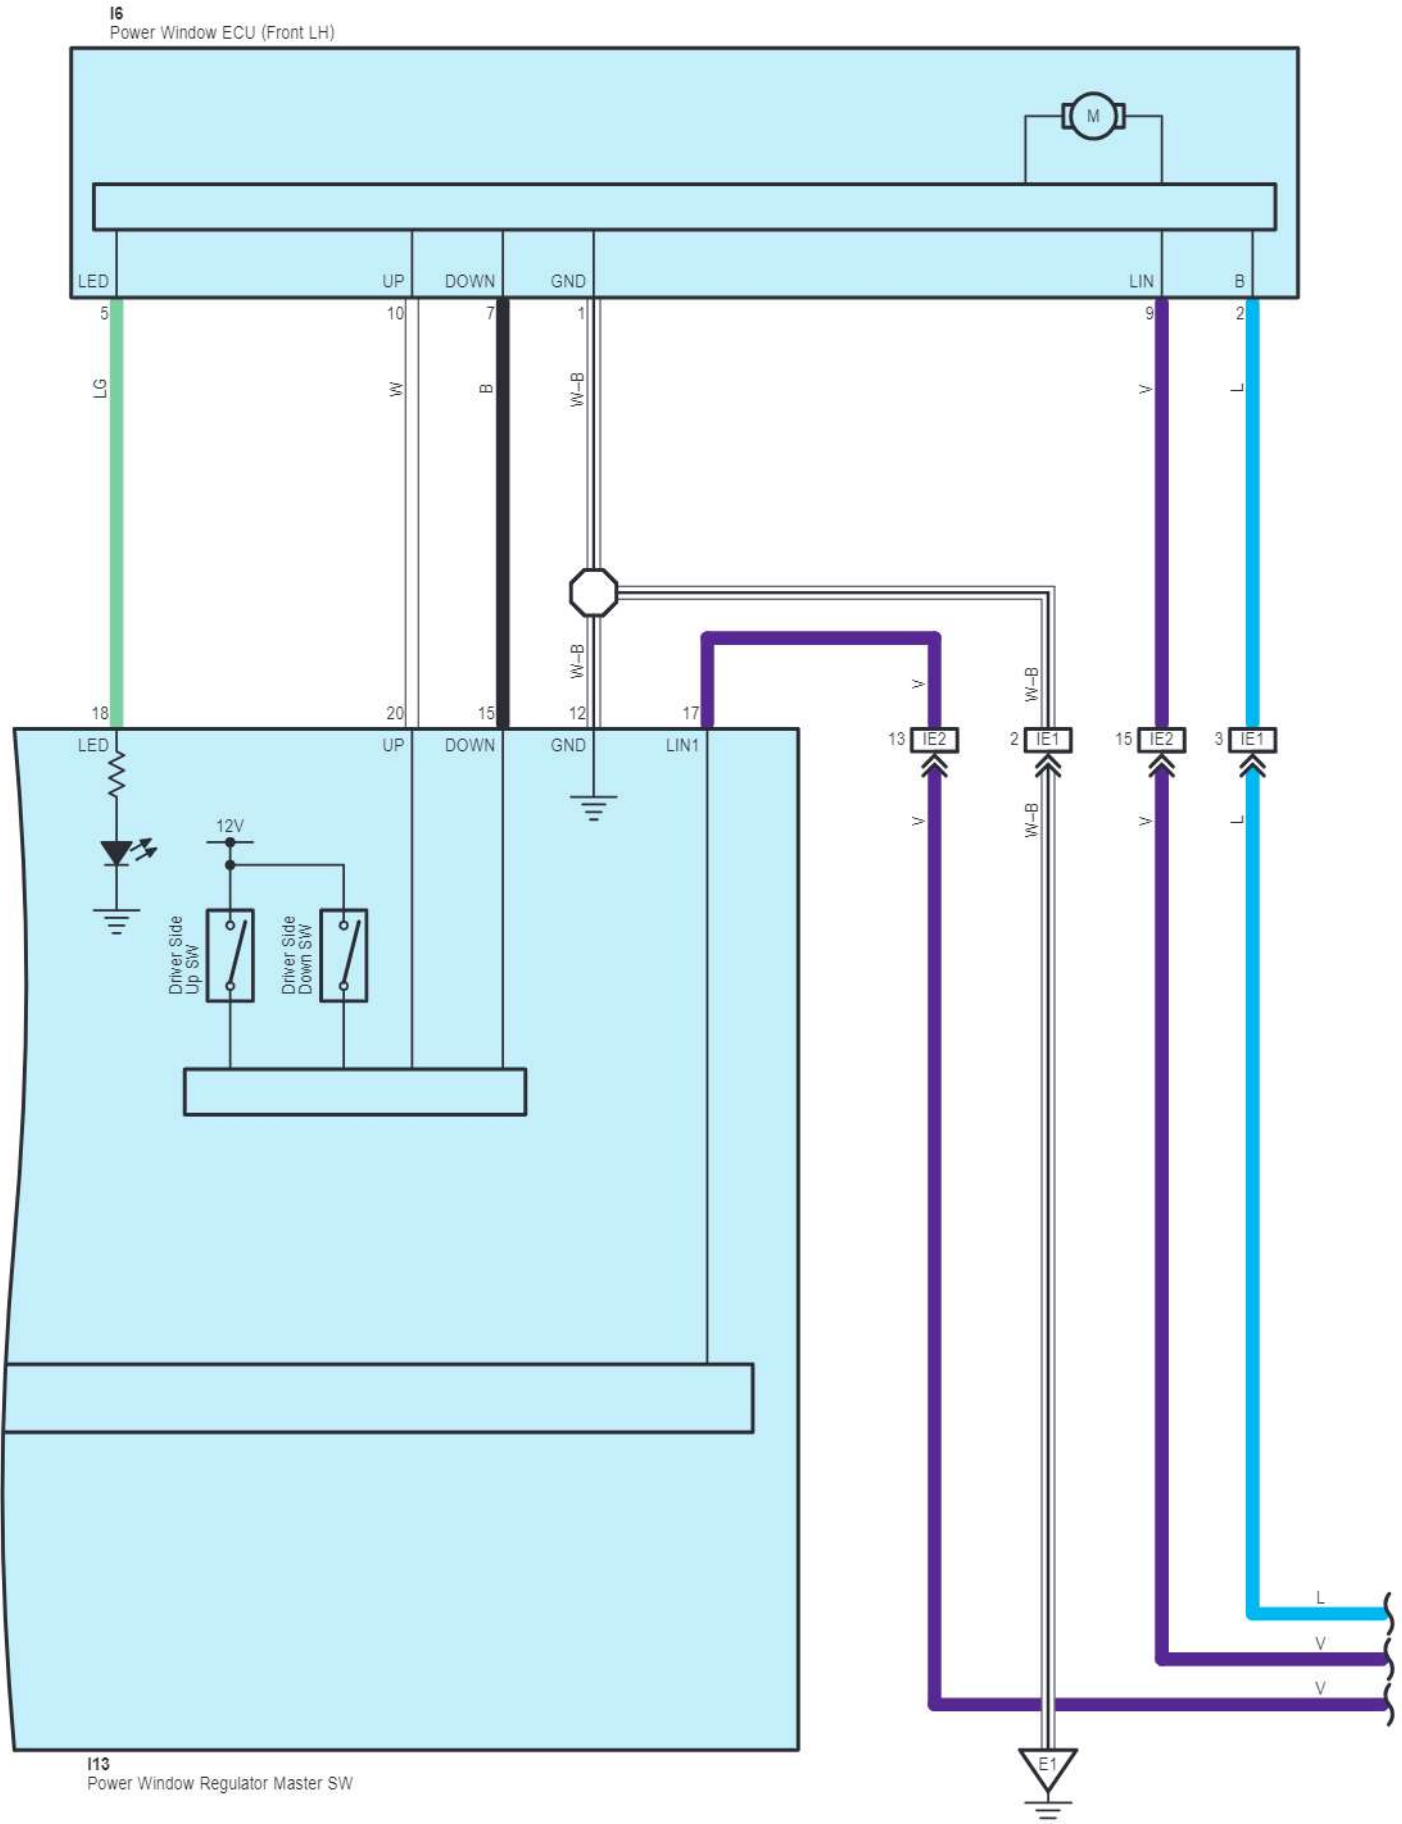 I6
Power Window ECU (Front LH)
M
LED UP DOWN GND LIN B
5 10 7 1 9 2
LG W B W–B V L
W–B V W–B
18 20 15 12 17
13 IE2 2 IE1 15 IE2 3 IE1
LED UP DOWN GND LIN1
V W–B V L
12V
Driver Side
Up SW
Driver Side
Down SW
L
V
V
I13
Power Window Regulator Master SW
E1